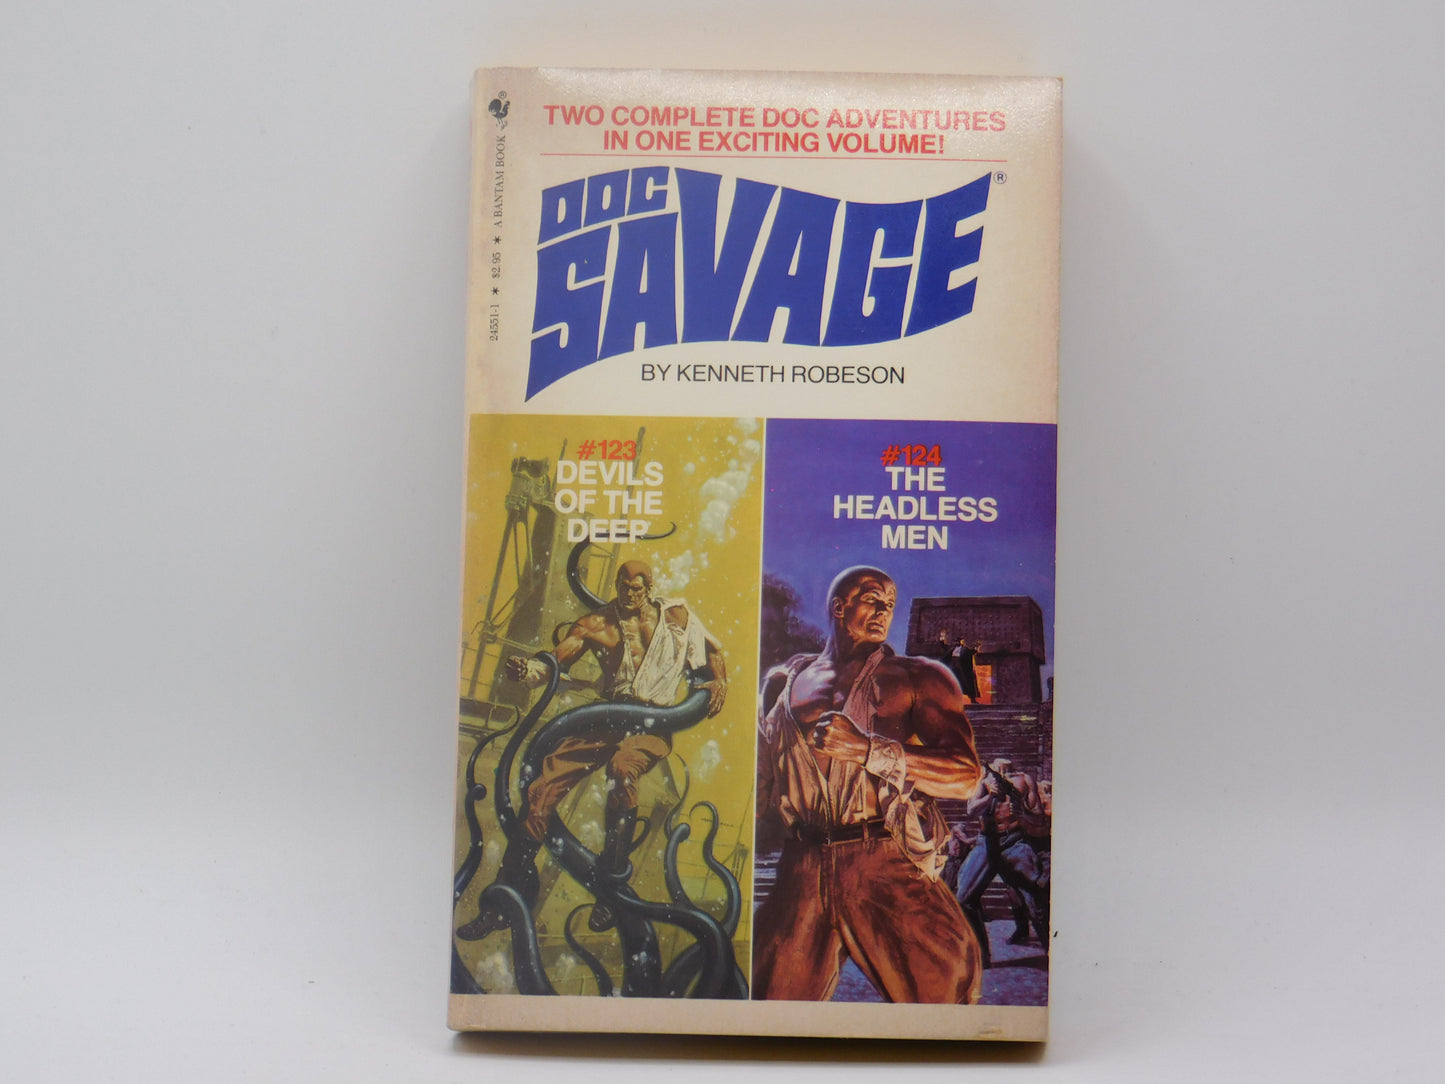 TWO COMPLETE DOC ADVENTURES
IN ONE EXCITING VOLUME!
DOC
SAVAGE®
BY KENNETH ROBESON
#123
DEVILS
OF THE
DEEP
#124
THE
HEADLESS
MEN
24551-1 * $2.95 * A BANTAM BOOK
®